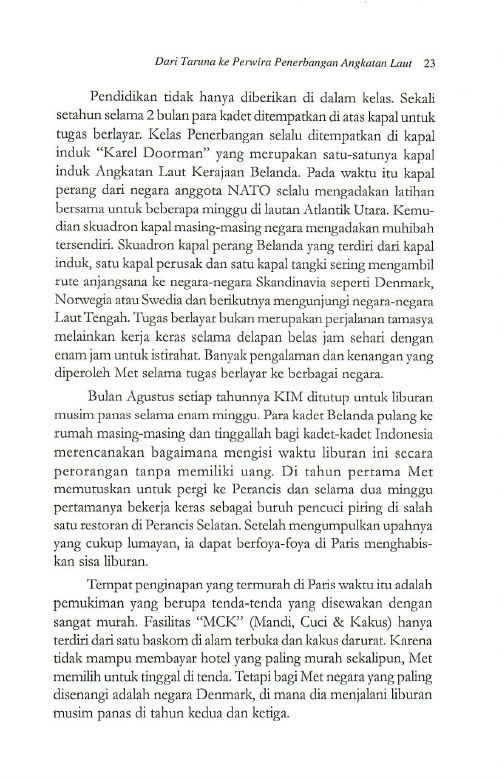 Dari Taruna ke Perwira Penerbangan Angkatan Laut 23
Pendidikan tidak hanya diberikan di dalam kelas. Sekali
setahun selama 2 bulan para kadet ditempatkan di atas kapal untuk
tugas berlayar. Kelas Penerbangan selalu ditempatkan di kapal
induk “Karel Doorman” yang merupakan satu-satunya kapal
induk Angkatan Laut Kerajaan Belanda. Pada waktu itu kapal
perang dari negara anggota NATO selalu mengadakan latihan
bersama untuk beberapa minggu di lautan Atlantik Utara. Kemu-
dian skuadron kapal masing-masing negara mengadakan muhibah
tersendiri. Skuadron kapal perang Belanda yang terdiri dari kapal
induk, satu kapal perusak dan satu kapal tangki sering mengambil
rute anjangsana ke negara-negara Skandinavia seperti Denmark,
Norwegia atau Swedia dan berikutnya mengunjungi negara-negara
Laut Tengah. Tugas berlayar bukan merupakan perjalanan tamasya
melainkan kerja keras selama delapan belas jam sehari dengan
enam jam untuk istirahat. Banyak pengalaman dan kenangan yang
diperoleh Met selama tugas berlayar ke berbagai negara.
Bulan Agustus setiap tahunnya KIM ditutup untuk liburan
musim panas selama enam minggu. Para kadet Belanda pulang ke
rumah masing-masing dan tinggallah bagi kadet-kadet Indonesia
merencanakan bagaimana mengisi waktu liburan ini secara
perorangan tanpa memiliki uang. Di tahun pertama Met
memutuskan untuk pergi ke Perancis dan selama dua minggu
pertamanya bekerja keras sebagai buruh pencuci piring di salah
satu restoran di Perancis Selatan. Setelah mengumpulkan upahnya
yang cukup lumayan, ia dapat berfoya-foya di Paris menghabis-
kan sisa liburan.
Tempat penginapan yang termurah di Paris waktu itu adalah
pemukiman yang berupa tenda-tenda yang disewakan dengan
sangat murah. Fasilitas “MCK” (Mandi, Cuci & Kakus) hanya
terdiri dari satu baskom di alam terbuka dan kakus darurat. Karena
tidak mampu membayar hotel yang paling murah sekalipun, Met
memilih untuk tinggal di tenda. Tetapi bagi Met negara yang paling
disenangi adalah negara Denmark, di mana dia menjalani liburan
musim panas di tahun kedua dan ketiga.